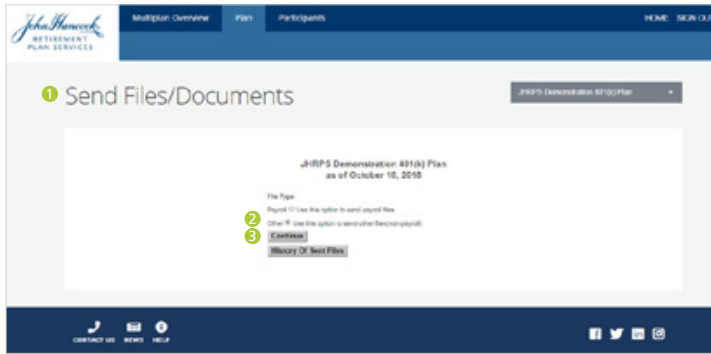 John Hancock
RETIREMENT
PLAN SERVICES
Multiplan Overview Plan Participants
HOME SIGN OUT
1 Send Files/Documents
JHRPS Demonstration 401(k) Plan
JHRPS Demonstration 401(k) Plan
as of October 18, 2018
File Type
Payroll Use this option to send payroll files
2 Other Use this option to send other files(non-payroll)
3 Continue
History Of Sent Files
CONTACT US NEWS HELP